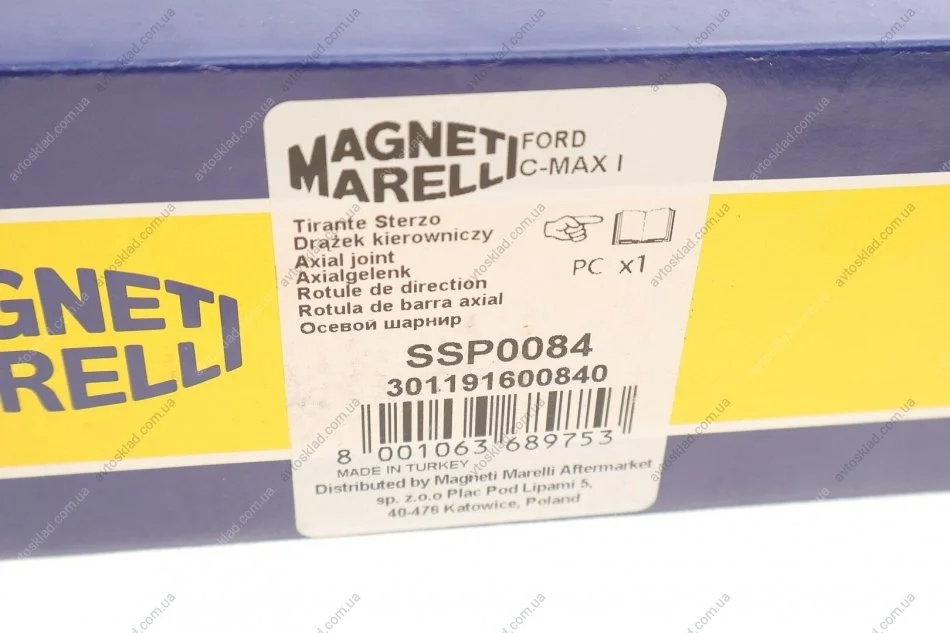 MAGNETI
MARELLI
FORD
C-MAX I
Tirante Sterzo
Drążek kierowniczy
Axial joint
Axialgelenk
Rotule de direction
Rotula de barra axial
Осевой шарнир
PC x1
SSP0084
301191600840
8 001063 689753
MADE IN TURKEY
Distributed by Magneti Marelli Aftermarket
sp. z.o.o Plac Pod Lipami 5,
40-476 Katowice, Poland
GNETI
RELLI
avtosklad.com.ua